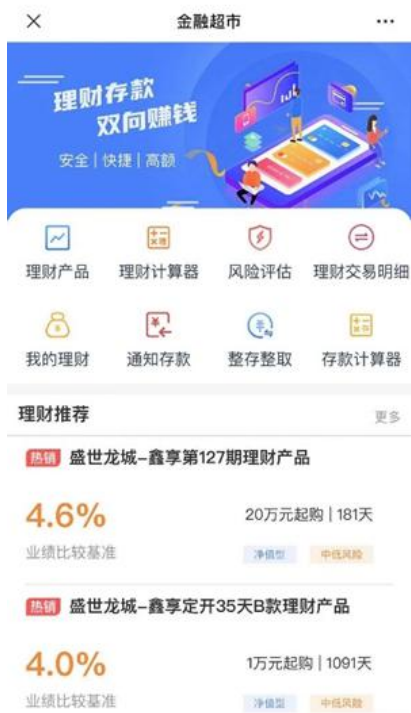 金融超市
理财存款
双向赚钱
安全 | 快捷 | 高额
理财产品 理财计算器 风险评估 理财交易明细
我的理财 通知存款 整存整取 存款计算器
理财推荐 更多
热销 盛世龙城-鑫享第127期理财产品
4.6% 20万元起购 | 181天
业绩比较基准 净值型 中低风险
热销 盛世龙城-鑫享定开35天B款理财产品
4.0% 1万元起购 | 1091天
业绩比较基准 净值型 中低风险